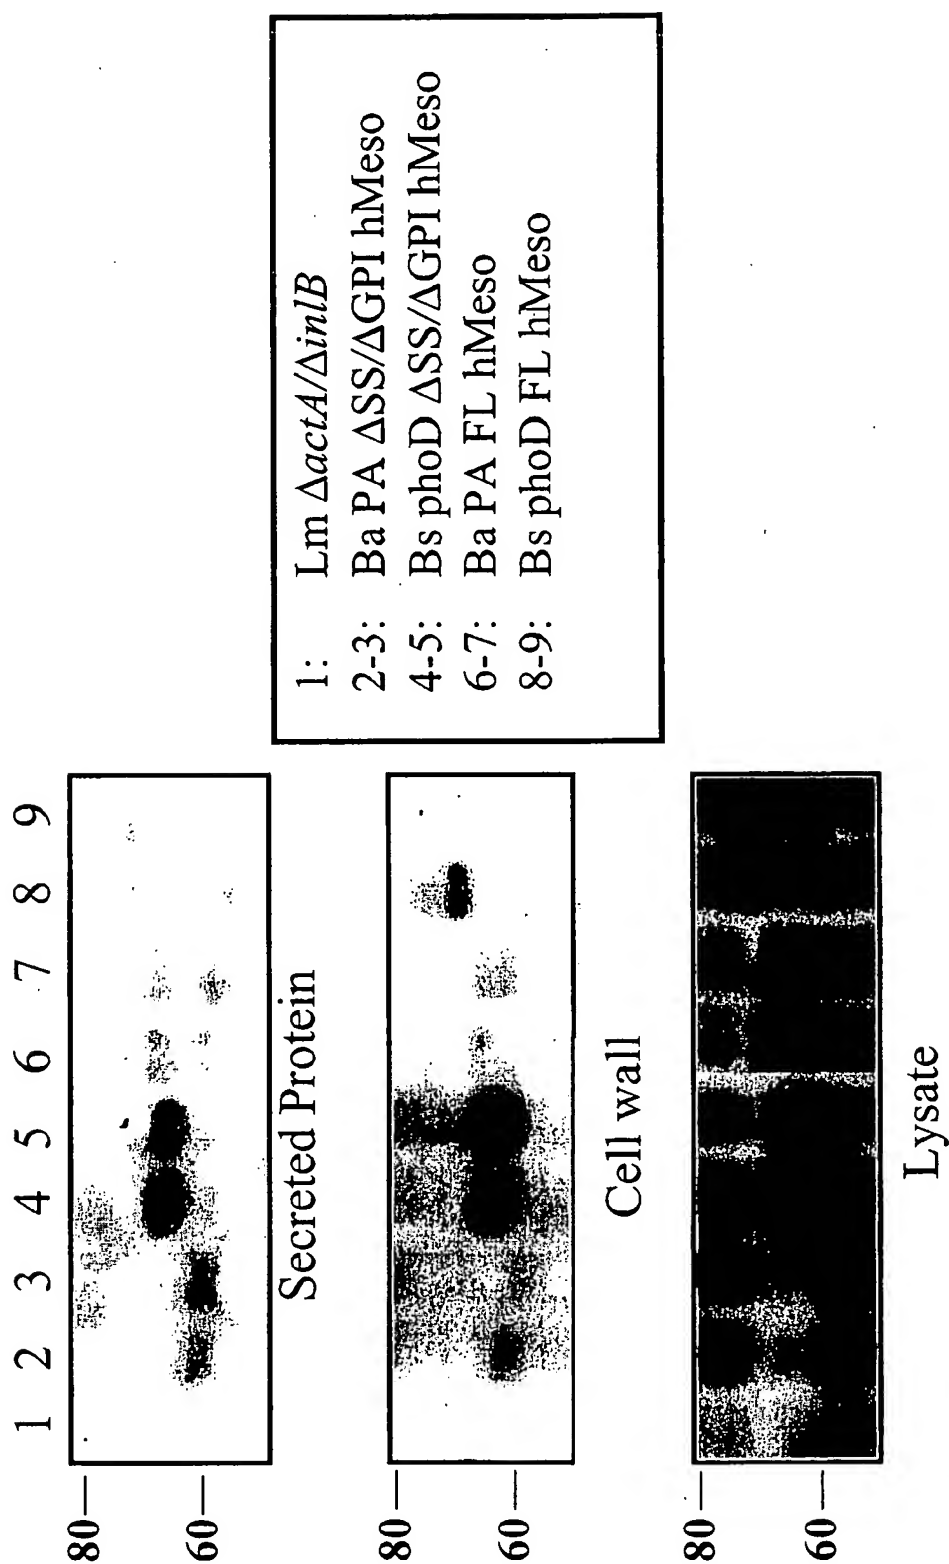 1 2 3 4 5 6 7 8 9
80
60
Secreted Protein
80
60
Cell wall
80
60
Lysate
1: Lm ΔactA/ΔinlB
2-3: Ba PA ΔSS/ΔGPI hMeso
4-5: Bs phoD ΔSS/ΔGPI hMeso
6-7: Ba PA FL hMeso
8-9: Bs phoD FL hMeso